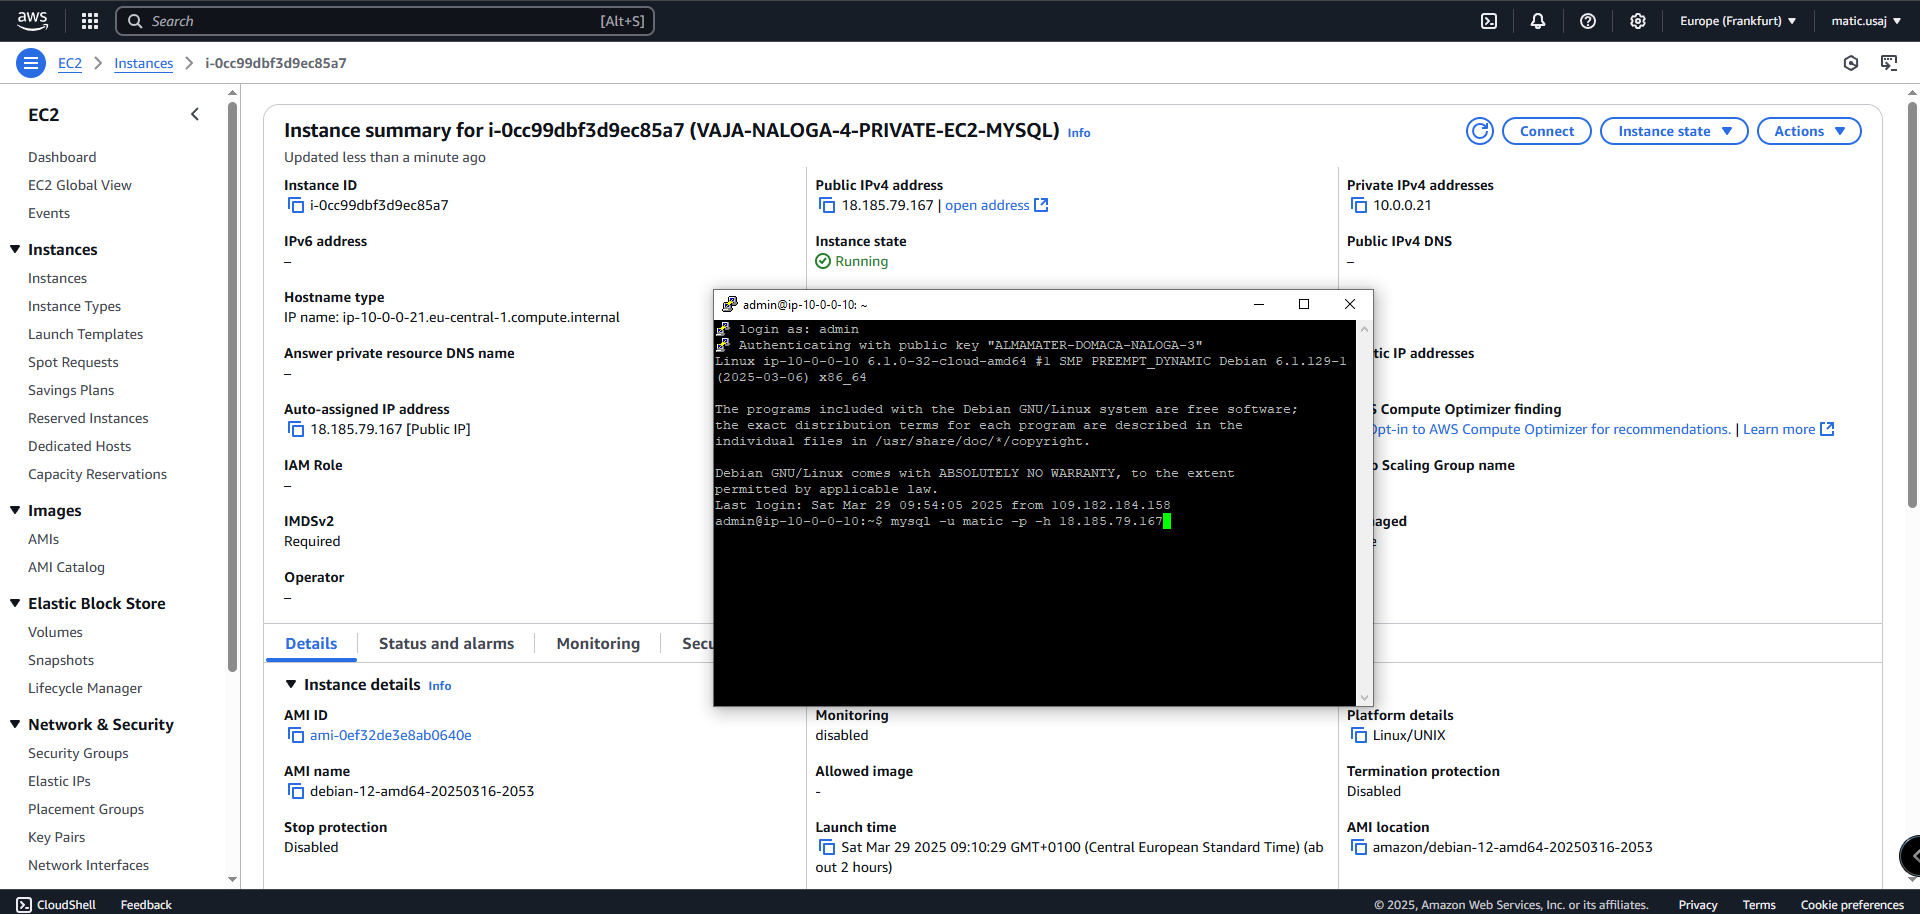 aws
Search [Alt+S]
Europe (Frankfurt)
matic.usaj
EC2
Instances
i-0cc99dbf3d9ec85a7
EC2
Dashboard
EC2 Global View
Events
Instances
Instances
Instance Types
Launch Templates
Spot Requests
Savings Plans
Reserved Instances
Dedicated Hosts
Capacity Reservations
Images
AMIs
AMI Catalog
Elastic Block Store
Volumes
Snapshots
Lifecycle Manager
Network & Security
Security Groups
Elastic IPs
Placement Groups
Key Pairs
Network Interfaces
Instance summary for i-0cc99dbf3d9ec85a7 (VAJA-NALOGA-4-PRIVATE-EC2-MYSQL) Info
Updated less than a minute ago
Connect
Instance state
Actions
Instance ID
i-0cc99dbf3d9ec85a7
IPv6 address
–
Hostname type
IP name: ip-10-0-0-21.eu-central-1.compute.internal
Answer private resource DNS name
–
Auto-assigned IP address
18.185.79.167 [Public IP]
IAM Role
–
IMDSv2
Required
Operator
–
Public IPv4 address
18.185.79.167 | open address
Instance state
Running
Private IPv4 addresses
10.0.0.21
Public IPv4 DNS
–
tic IP addresses
S Compute Optimizer finding
Opt-in to AWS Compute Optimizer for recommendations. | Learn more
o Scaling Group name
aged
e
admin@ip-10-0-0-10: ~
login as: admin
Authenticating with public key "ALMAMATER-DOMACA-NALOGA-3"
Linux ip-10-0-0-10 6.1.0-32-cloud-amd64 #1 SMP PREEMPT_DYNAMIC Debian 6.1.129-1
(2025-03-06) x86_64
The programs included with the Debian GNU/Linux system are free software;
the exact distribution terms for each program are described in the
individual files in /usr/share/doc/*/copyright.
Debian GNU/Linux comes with ABSOLUTELY NO WARRANTY, to the extent
permitted by applicable law.
Last login: Sat Mar 29 09:54:05 2025 from 109.182.184.158
admin@ip-10-0-0-10:~$ mysql -u matic -p -h 18.185.79.167
Details
Status and alarms
Monitoring
Secu
Instance details Info
AMI ID
ami-0ef32de3e8ab0640e
AMI name
debian-12-amd64-20250316-2053
Stop protection
Disabled
Monitoring
disabled
Allowed image
-
Launch time
Sat Mar 29 2025 09:10:29 GMT+0100 (Central European Standard Time) (ab
out 2 hours)
Platform details
Linux/UNIX
Termination protection
Disabled
AMI location
amazon/debian-12-amd64-20250316-2053
CloudShell
Feedback
© 2025, Amazon Web Services, Inc. or its affiliates.
Privacy
Terms
Cookie preferences